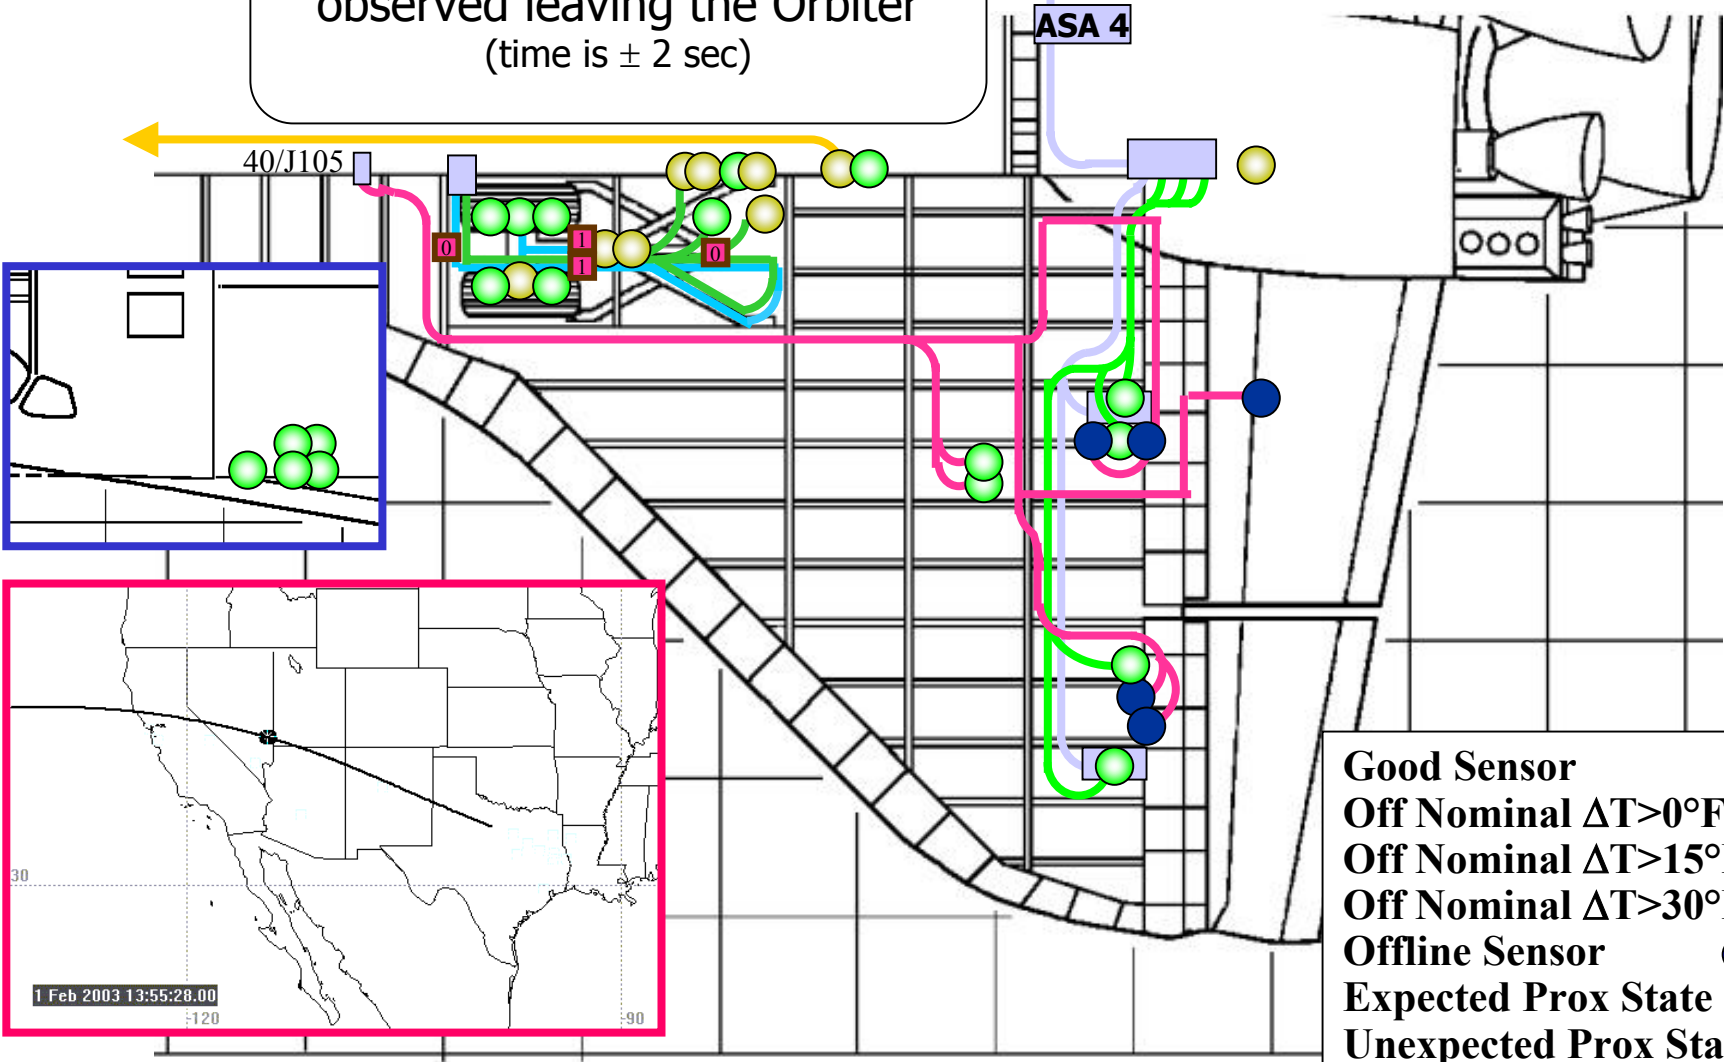 observed leaving the Orbiter
(time is ± 2 sec)
ASA 4
40/J105
0
1
1
0
30
1 Feb 2003 13:55:28.00
-120
-90
Good Sensor
Off Nominal ΔT>0°F
Off Nominal ΔT>15°
Off Nominal ΔT>30°
Offline Sensor
Expected Prox State
Unexpected Prox Sta